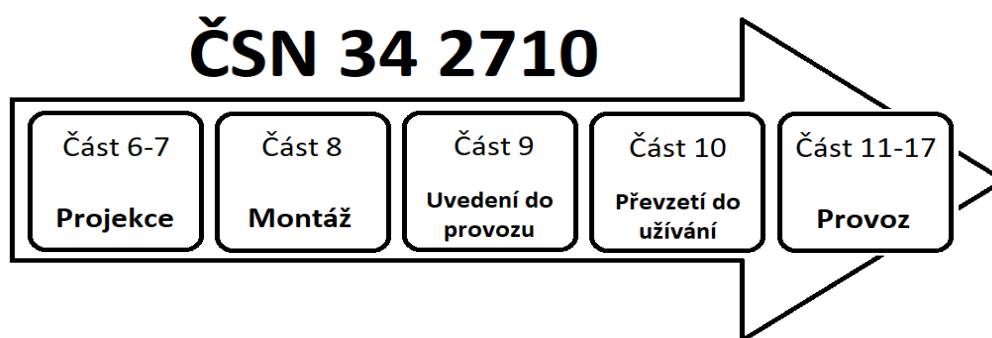 ČSN 34 2710
Část 6-7
Projekce
Část 8
Montáž
Část 9
Uvedení do
provozu
Část 10
Převzetí do
užívání
Část 11-17
Provoz